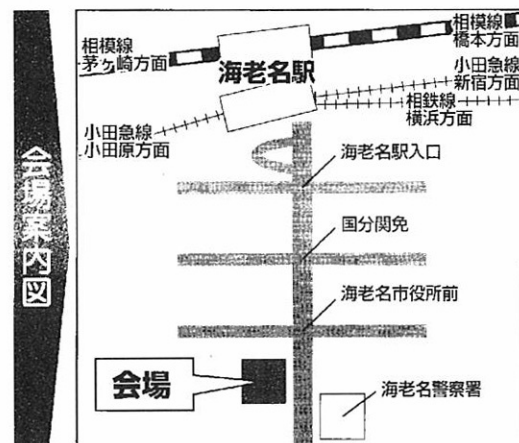 会場案内図
相模線
茅ヶ崎方面
海老名駅
相模線
橋本方面
小田急線
新宿方面
相鉄線
横浜方面
小田急線
小田原方面
海老名駅入口
国分関免
海老名市役所前
会場
海老名警察署